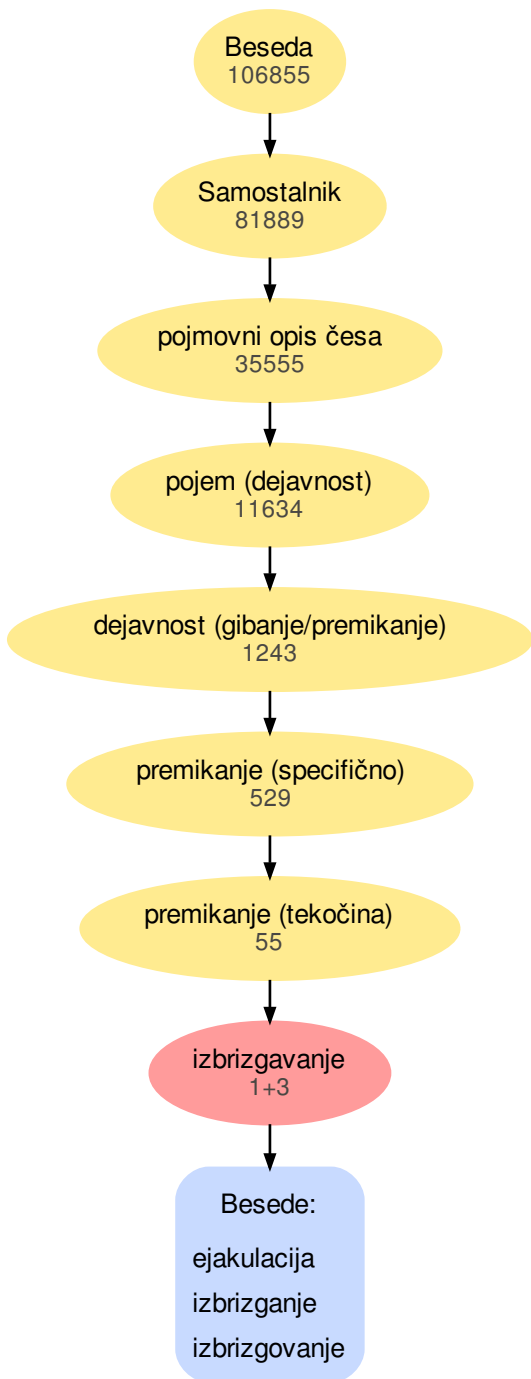 Beseda
106855
Samostalnik
81889
pojmovni opis česa
35555
pojem (dejavnost)
11634
dejavnost (gibanje/premikanje)
1243
premikanje (specifično)
529
premikanje (tekočina)
55
izbrizgavanje
1+3
Besede:
ejakulacija
izbrizganje
izbrizgovanje